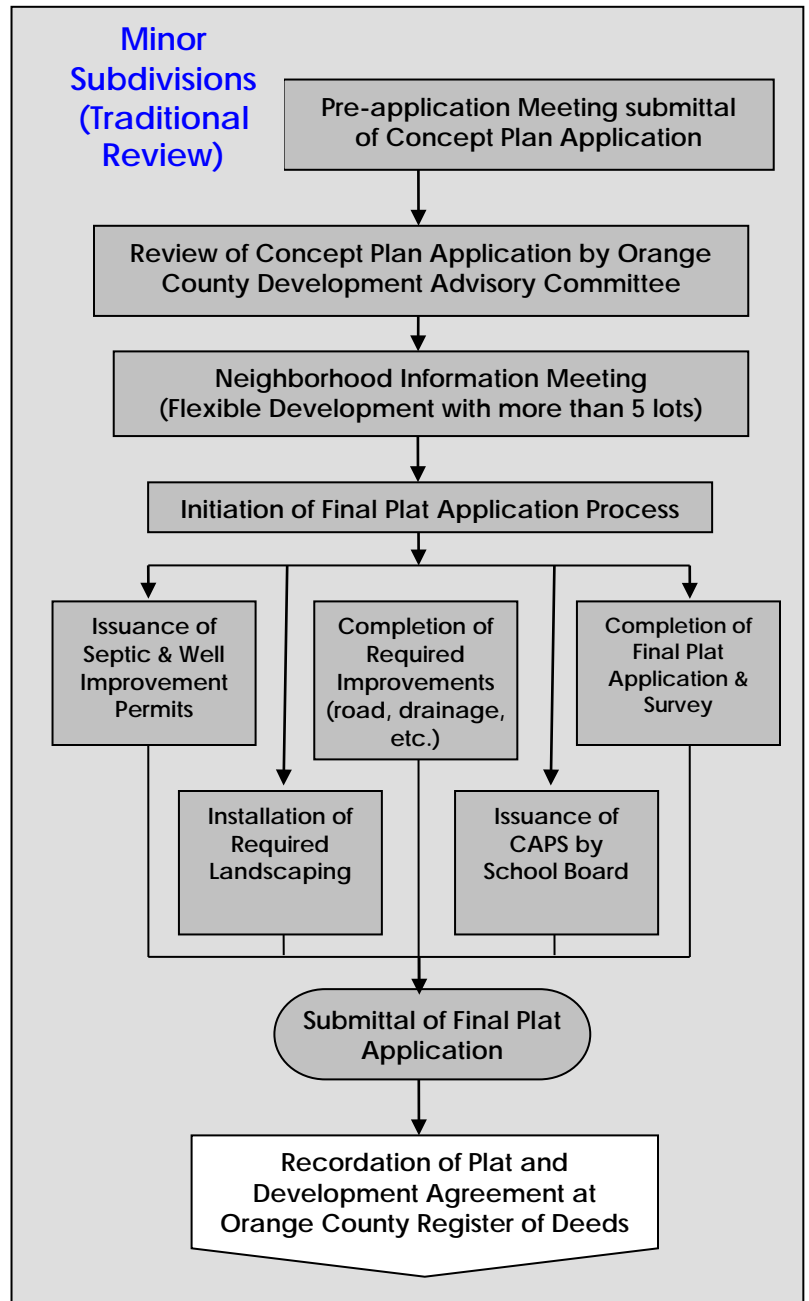 Minor
Subdivisions
(Traditional
Review)
Pre-application Meeting submittal
of Concept Plan Application
Review of Concept Plan Application by Orange
County Development Advisory Committee
Neighborhood Information Meeting
(Flexible Development with more than 5 lots)
Initiation of Final Plat Application Process
Issuance of
Septic & Well
Improvement
Permits
Completion of
Required
Improvements
(road, drainage,
etc.)
Completion of
Final Plat
Application &
Survey
Installation of
Required
Landscaping
Issuance of
CAPS by
School Board
Submittal of Final Plat
Application
Recordation of Plat and
Development Agreement at
Orange County Register of Deeds